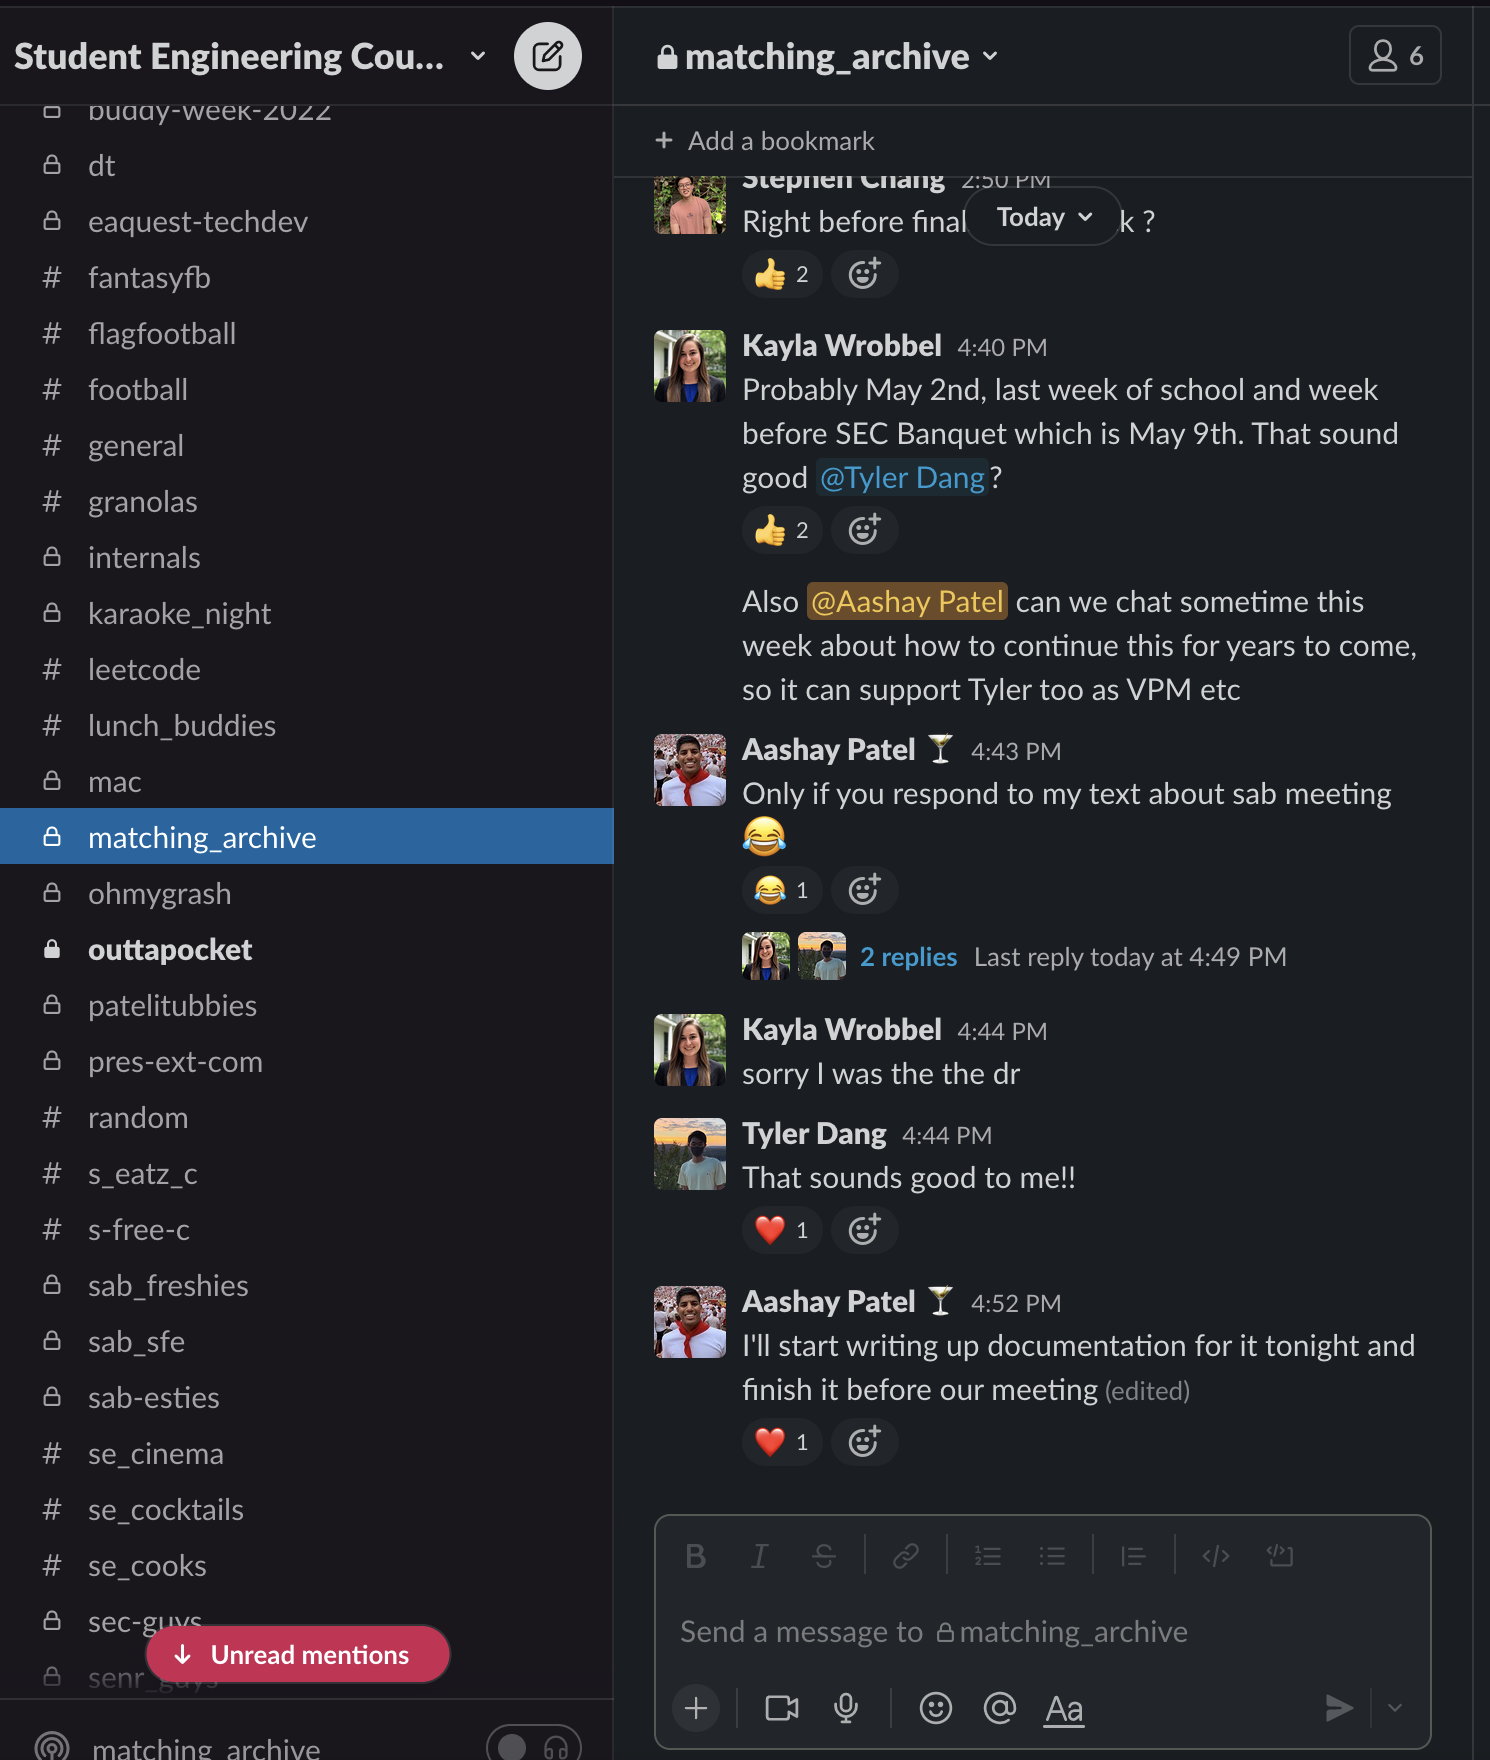 Student Engineering Cou...
buddy-week-2022
dt
eaquest-techdev
# fantasyfb
# flagfootball
# football
# general
# granolas
internals
karaoke_night
# leetcode
# lunch_buddies
mac
matching_archive
ohmygrash
outtapocket
patelitubbies
pres-ext-com
# random
# s_eatz_c
# s-free-c
sab_freshies
sab_sfe
sab-esties
# se_cinema
# se_cocktails
# se_cooks
sec-guys
↓ Unread mentions
senr_guys
matching_archive
matching_archive
6
+ Add a bookmark
Stephen Chang 2:50 PM
Today
Right before final k ?
👍 2
Kayla Wrobbel 4:40 PM
Probably May 2nd, last week of school and week
before SEC Banquet which is May 9th. That sound
good @Tyler Dang?
👍 2
Also @Aashay Patel can we chat sometime this
week about how to continue this for years to come,
so it can support Tyler too as VPM etc
Aashay Patel 🍸 4:43 PM
Only if you respond to my text about sab meeting
😂
😂 1
2 replies Last reply today at 4:49 PM
Kayla Wrobbel 4:44 PM
sorry I was the the dr
Tyler Dang 4:44 PM
That sounds good to me!!
❤️ 1
Aashay Patel 🍸 4:52 PM
I'll start writing up documentation for it tonight and
finish it before our meeting (edited)
❤️ 1
B I S
Send a message to matching_archive
+ @ Aa